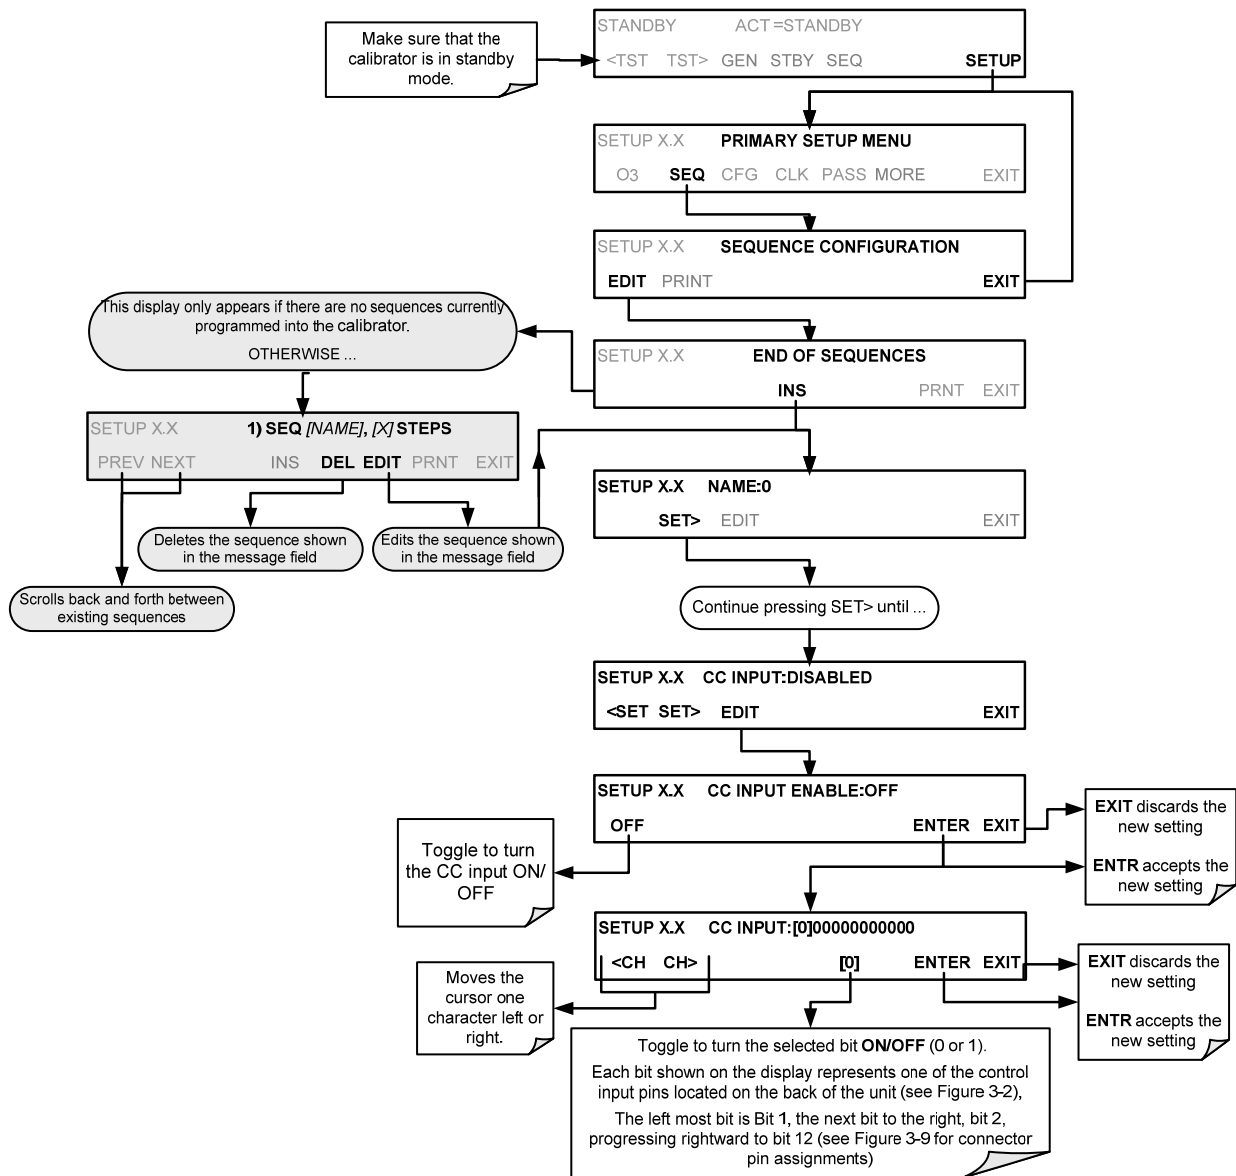 Make sure that the
calibrator is in standby
mode.
STANDBY ACT =STANDBY
<TST TST> GEN STBY SEQ SETUP
SETUP X.X PRIMARY SETUP MENU
O3 SEQ CFG CLK PASS MORE EXIT
SETUP X.X SEQUENCE CONFIGURATION
EDIT PRINT EXIT
This display only appears if there are no sequences currently
programmed into the calibrator.
OTHERWISE ...
SETUP X.X END OF SEQUENCES
INS PRNT EXIT
SETUP X.X 1) SEQ [NAME], [X] STEPS
PREV NEXT INS DEL EDIT PRNT EXIT
Deletes the sequence shown
in the message field
Edits the sequence shown
in the message field
Scrolls back and forth between
existing sequences
SETUP X.X NAME:0
SET> EDIT EXIT
Continue pressing SET> until ...
SETUP X.X CC INPUT:DISABLED
<SET SET> EDIT EXIT
SETUP X.X CC INPUT ENABLE:OFF
OFF ENTER EXIT
EXIT discards the
new setting
ENTR accepts the
new setting
Toggle to turn
the CC input ON/
OFF
SETUP X.X CC INPUT:[0]00000000000
<CH CH> [0] ENTER EXIT
EXIT discards the
new setting
ENTR accepts the
new setting
Moves the
cursor one
character left or
right.
Toggle to turn the selected bit ON/OFF (0 or 1).
Each bit shown on the display represents one of the control
input pins located on the back of the unit (see Figure 3-2),
The left most bit is Bit 1, the next bit to the right, bit 2,
progressing rightward to bit 12 (see Figure 3-9 for connector
pin assignments)